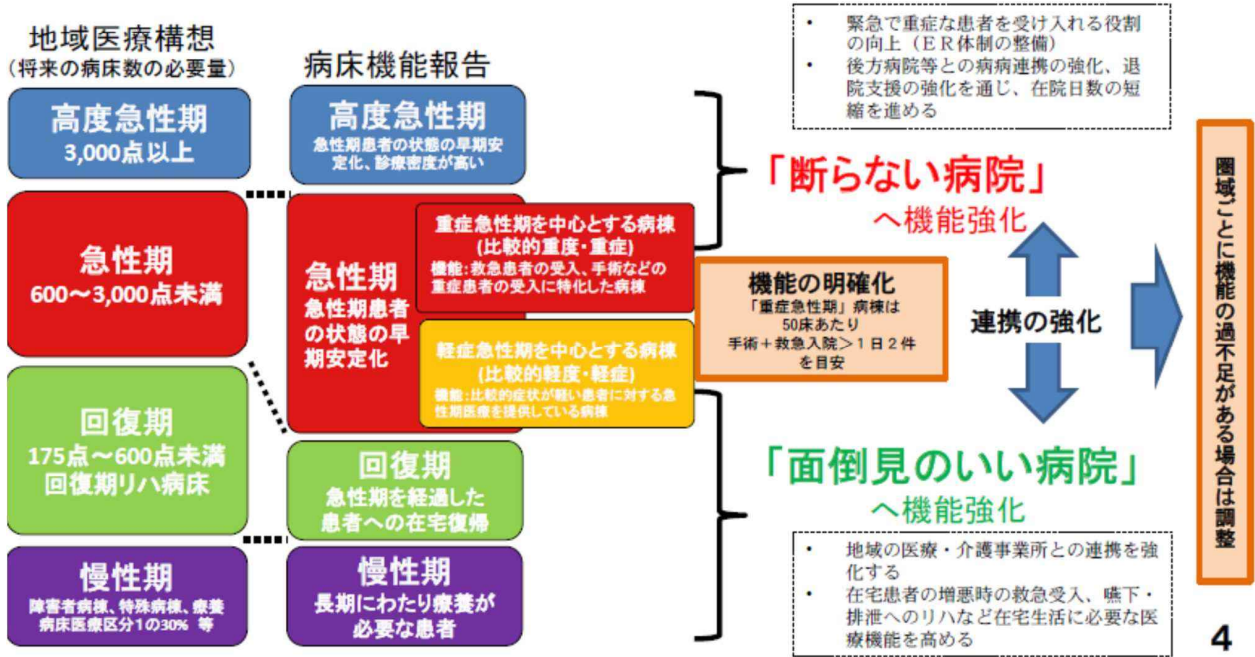 地域医療構想
(将来の病床数の必要量)
高度急性期
3,000点以上
急性期
600～3,000点未満
回復期
175点～600点未満
回復期リハ病床
慢性期
障害者病棟、特殊病棟、療養
病床医療区分1の30% 等
病床機能報告
高度急性期
急性期患者の状態の早期安
定化、診療密度が高い
急性期
急性期患者
の状態の早
期安定化
重症急性期を中心とする病棟
(比較的重度・重症)
機能：救急患者の受入、手術などの
重症患者の受入に特化した病棟
軽症急性期を中心とする病棟
(比較的軽度・軽症)
機能：比較的症状が軽い患者に対する急
性期医療を提供している病棟
回復期
急性期を経過した
患者への在宅復帰
慢性期
長期にわたり療養が
必要な患者
・ 緊急で重症な患者を受け入れる役割
の向上（ＥＲ体制の整備）
・ 後方病院等との病病連携の強化、退
院支援の強化を通じ、在院日数の短
縮を進める
「断らない病院」
へ機能強化
機能の明確化
「重症急性期」病棟は
50床あたり
手術＋救急入院＞１日２件
を目安
連携の強化
「面倒見のいい病院」
へ機能強化
・ 地域の医療・介護事業所との連携を強
化する
・ 在宅患者の増悪時の救急受入、嚥下・
排泄へのリハなど在宅生活に必要な医
療機能を高める
圏域ごとに機能の過不足がある場合は調整
4